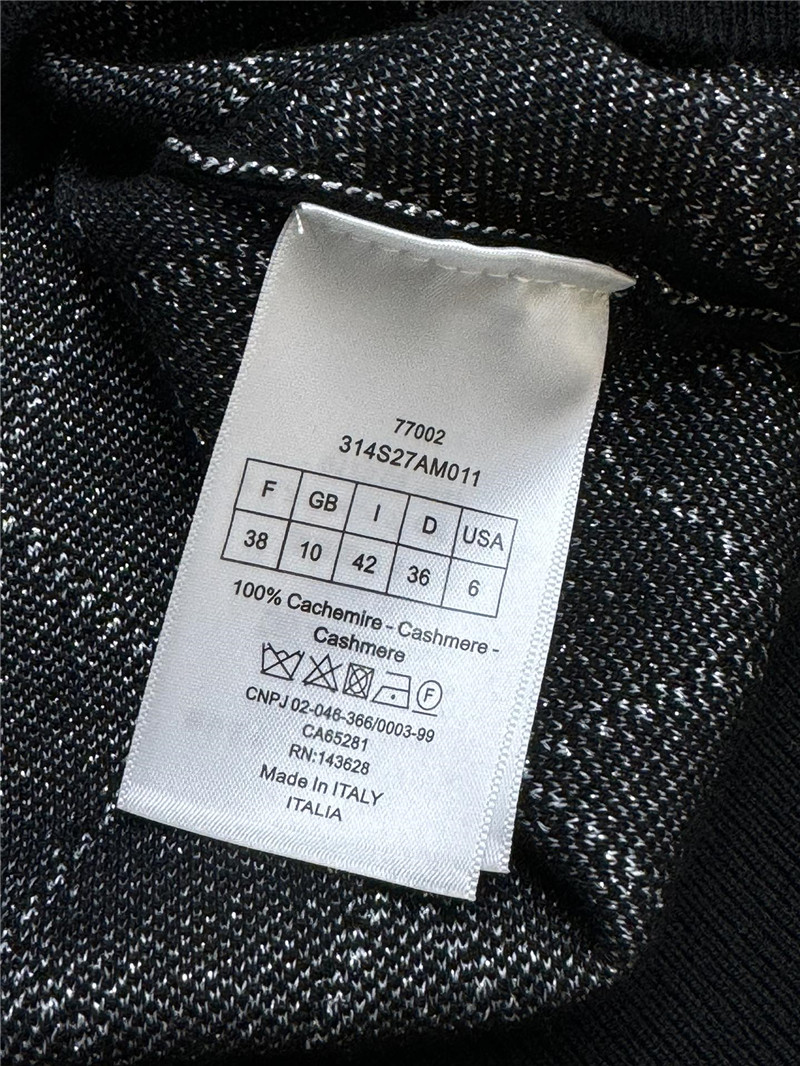 77002
314S27AM011
F GB I D USA
38 10 42 36 6
100% Cachemire - Cashmere -
Cashmere
F
CNPJ 02-046-366/0003-99
CA65281
RN:143628
Made In ITALY
ITALIA